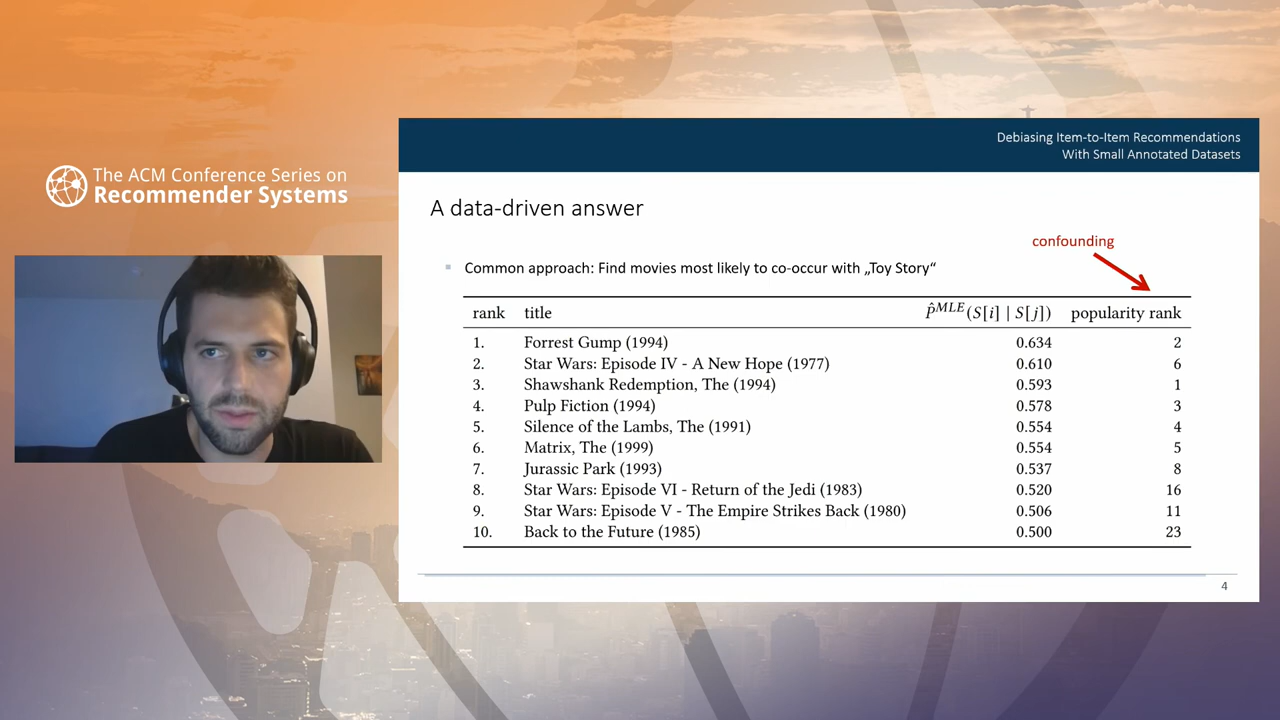 The ACM Conference Series on
Recommender Systems
Debiasing Item-to-Item Recommendations
With Small Annotated Datasets
A data-driven answer
confounding
Common approach: Find movies most likely to co-occur with „Toy Story“
rank title P̂^MLE(S[i] | S[j]) popularity rank
1. Forrest Gump (1994) 0.634 2
2. Star Wars: Episode IV - A New Hope (1977) 0.610 6
3. Shawshank Redemption, The (1994) 0.593 1
4. Pulp Fiction (1994) 0.578 3
5. Silence of the Lambs, The (1991) 0.554 4
6. Matrix, The (1999) 0.554 5
7. Jurassic Park (1993) 0.537 8
8. Star Wars: Episode VI - Return of the Jedi (1983) 0.520 16
9. Star Wars: Episode V - The Empire Strikes Back (1980) 0.506 11
10. Back to the Future (1985) 0.500 23
4